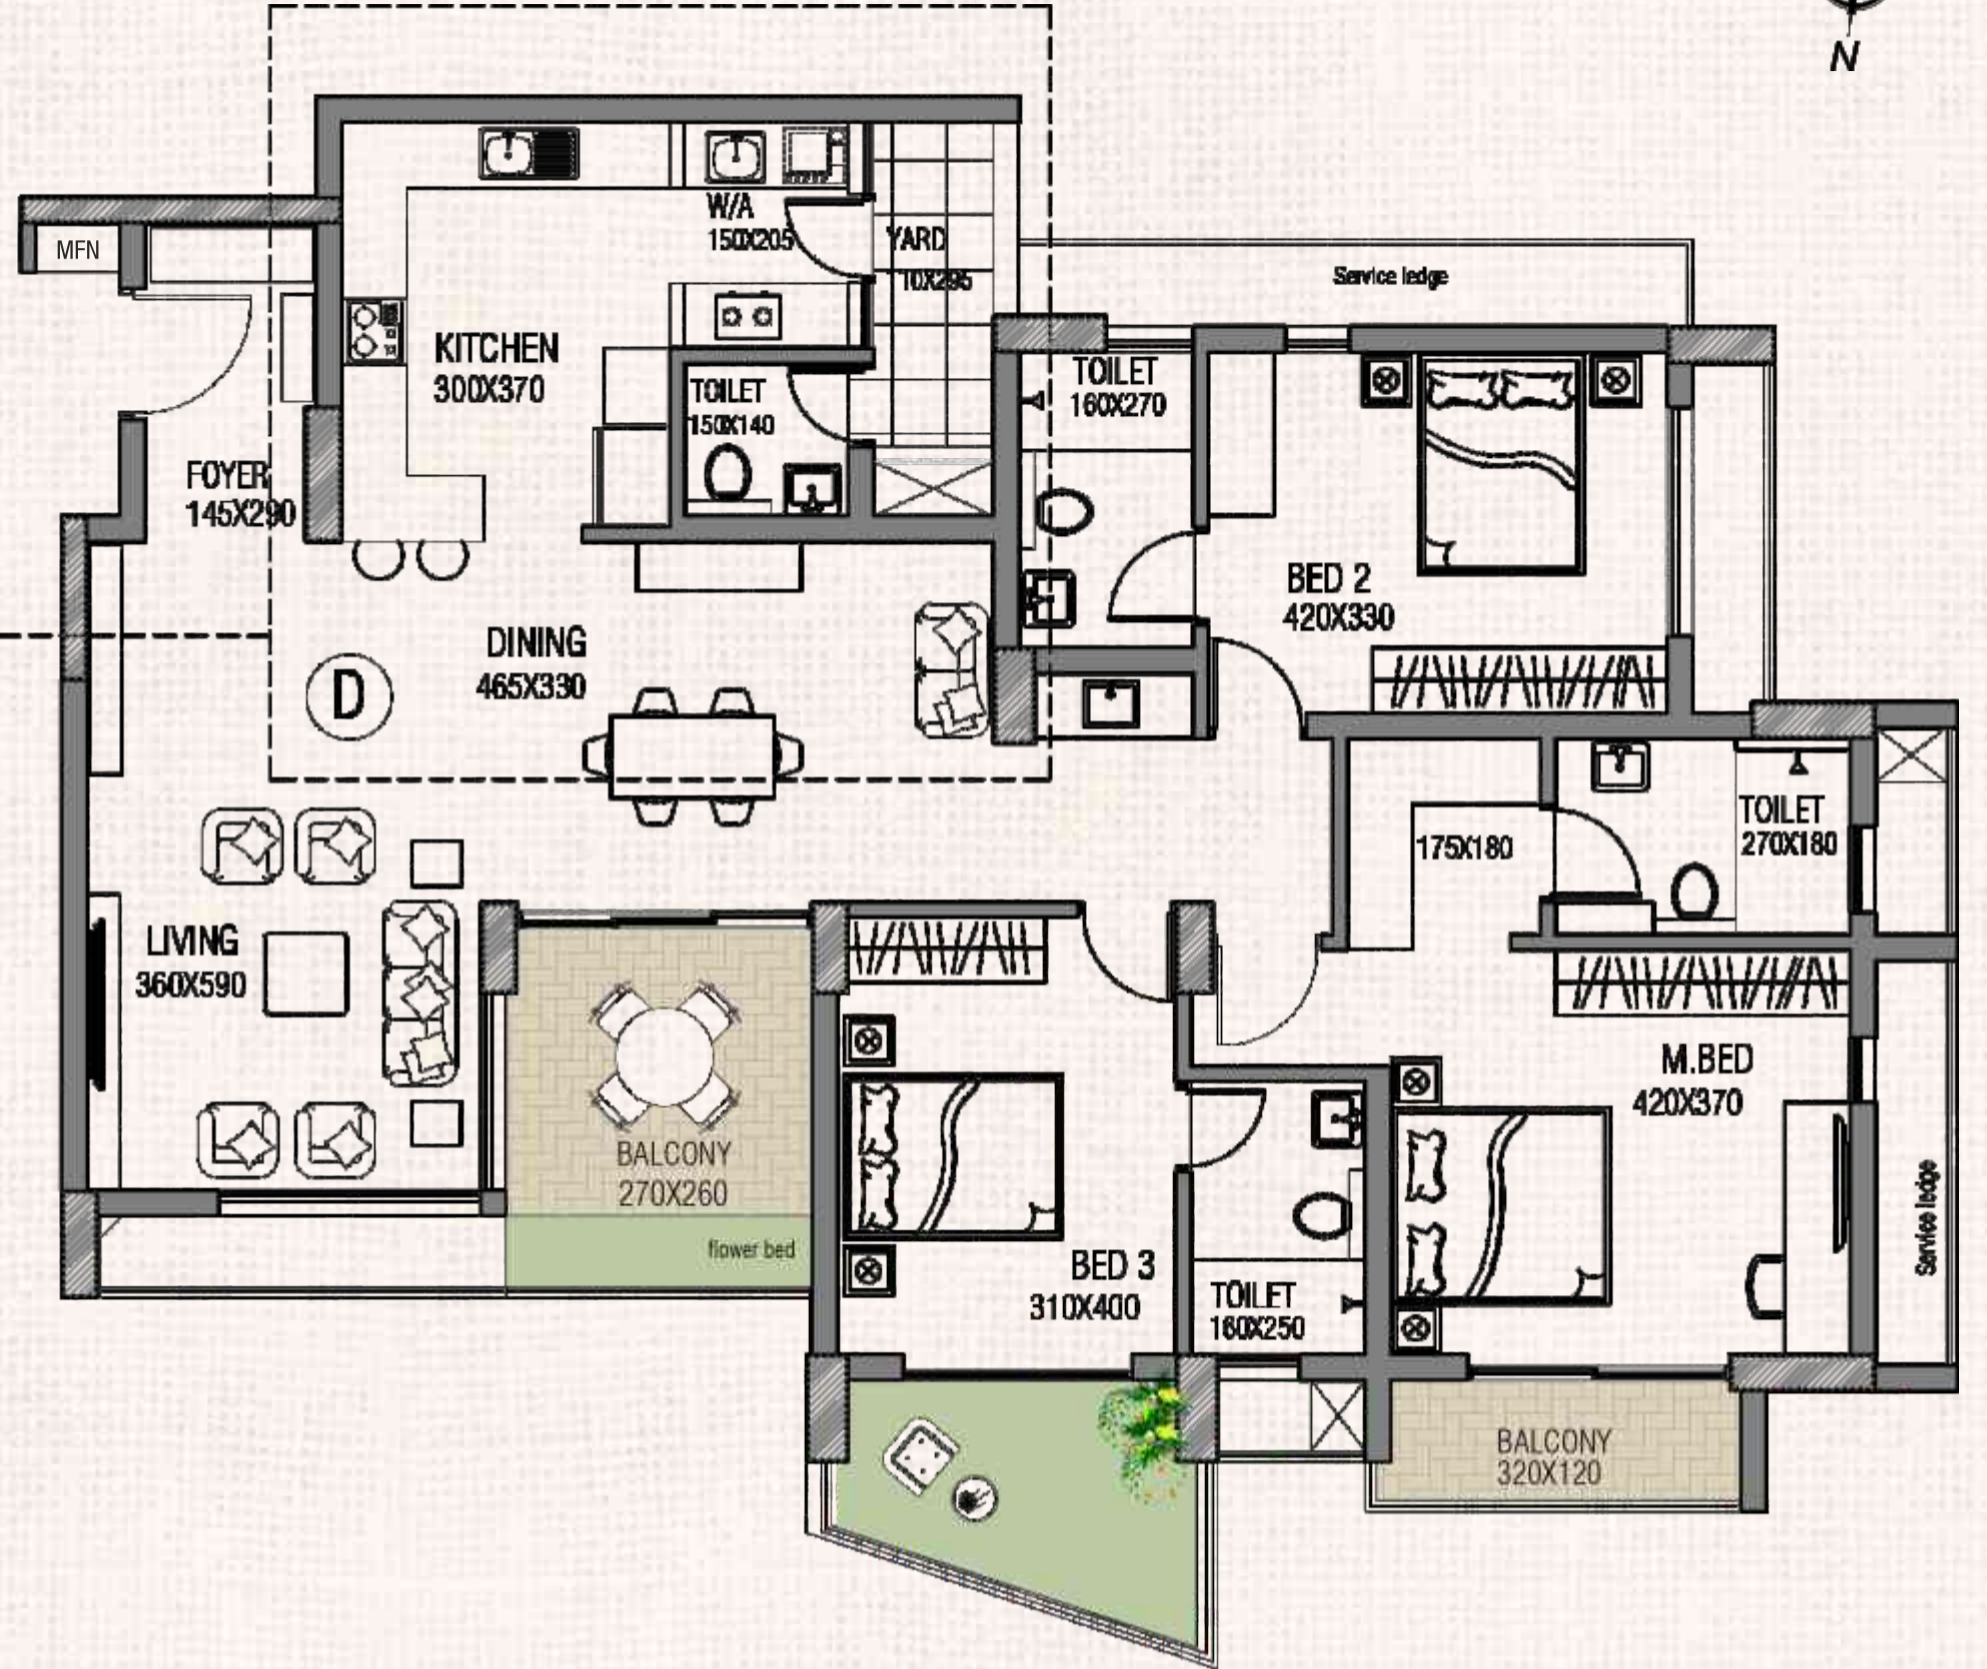 N
MFN
W/A
150X205
YARD
10X295
Service ledge
KITCHEN
300X370
TOILET
150X140
TOILET
160X270
FOYER
145X290
BED 2
420X330
DINING
465X330
D
175X180
TOILET
270X180
LIVING
360X590
M.BED
420X370
BALCONY
270X260
flower bed
BED 3
310X400
TOILET
160X250
Service ledge
BALCONY
320X120